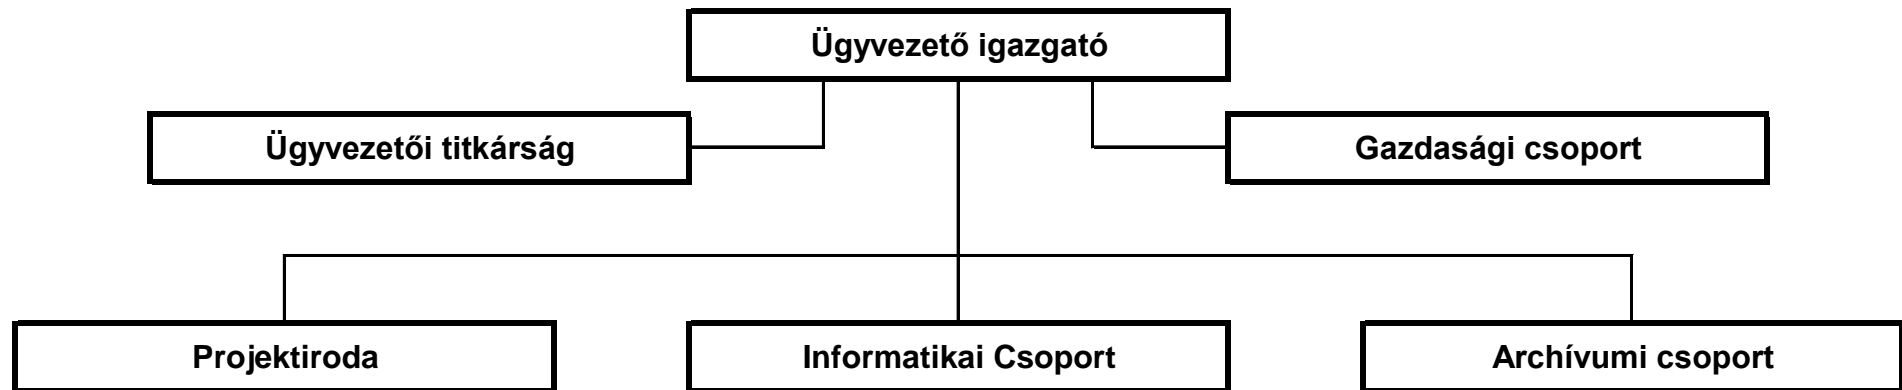 Ügyvezető igazgató
Ügyvezetői titkárság
Gazdasági csoport
Projektiroda
Informatikai Csoport
Archívumi csoport